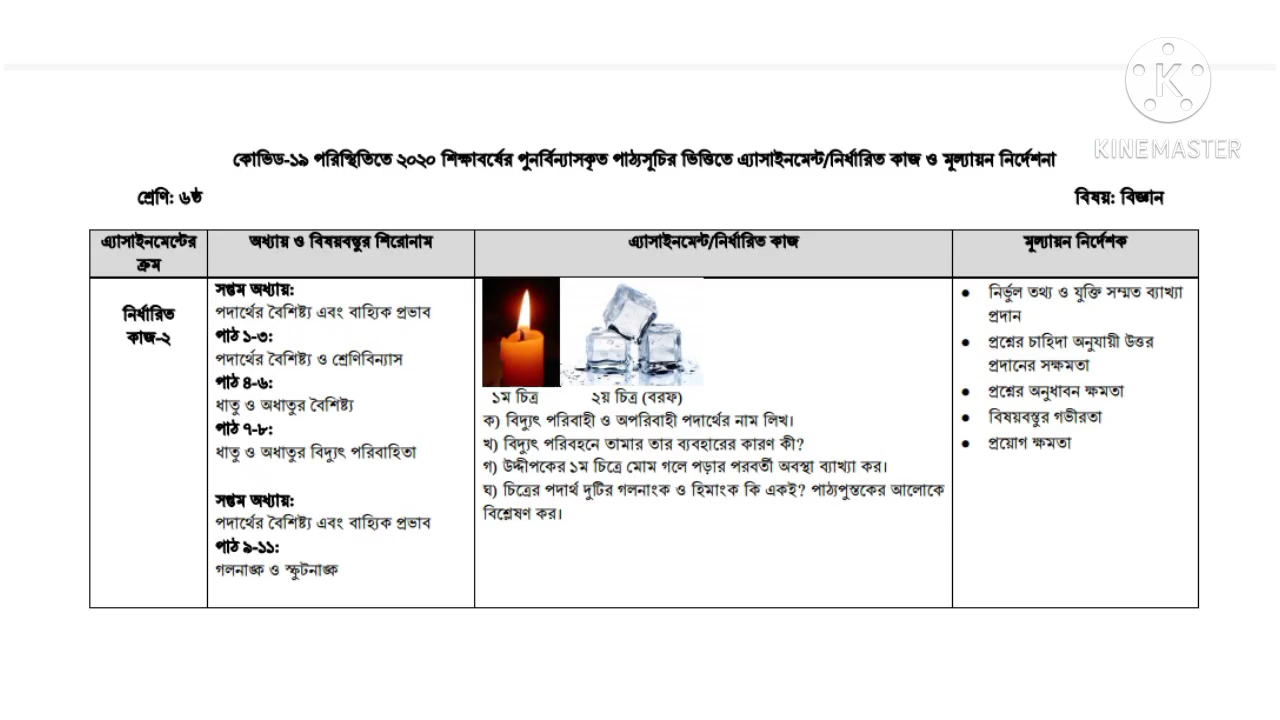 KINEMASTER
কোভিড-১৯ পরিস্থিতিতে ২০২০ শিক্ষাবর্ষের পুনর্বিন্যাসকৃত পাঠ্যসূচির ভিত্তিতে এ্যাসাইনমেন্ট/নির্ধারিত কাজ ও মূল্যায়ন নির্দেশনা
শ্রেণি: ৬ষ্ঠ
বিষয়: বিজ্ঞান
এ্যাসাইনমেন্টের
ক্রম
অধ্যায় ও বিষয়বস্তুর শিরোনাম
এ্যাসাইনমেন্ট/নির্ধারিত কাজ
মূল্যায়ন নির্দেশক
নির্ধারিত
কাজ-২
সপ্তম অধ্যায়:
পদার্থের বৈশিষ্ট্য এবং বাহ্যিক প্রভাব
পাঠ ১-৩:
পদার্থের বৈশিষ্ট্য ও শ্রেণিবিন্যাস
পাঠ ৪-৬:
ধাতু ও অধাতুর বৈশিষ্ট্য
পাঠ ৭-৮:
ধাতু ও অধাতুর বিদ্যুৎ পরিবাহিতা
সপ্তম অধ্যায়:
পদার্থের বৈশিষ্ট্য এবং বাহ্যিক প্রভাব
পাঠ ৯-১১:
গলনাঙ্ক ও স্ফুটনাঙ্ক
১ম চিত্র ২য় চিত্র (বরফ)
ক) বিদ্যুৎ পরিবাহী ও অপরিবাহী পদার্থের নাম লিখ।
খ) বিদ্যুৎ পরিবহনে তামার তার ব্যবহারের কারণ কী?
গ) উদ্দীপকের ১ম চিত্রে মোম গলে পড়ার পরবর্তী অবস্থা ব্যাখ্যা কর।
ঘ) চিত্রের পদার্থ দুটির গলনাংক ও হিমাংক কি একই? পাঠ্যপুস্তকের আলোকে
বিশ্লেষণ কর।
● নির্ভুল তথ্য ও যুক্তি সম্মত ব্যাখ্যা
প্রদান
● প্রশ্নের চাহিদা অনুযায়ী উত্তর
প্রদানের সক্ষমতা
● প্রশ্নের অনুধাবন ক্ষমতা
● বিষয়বস্তুর গভীরতা
● প্রয়োগ ক্ষমতা